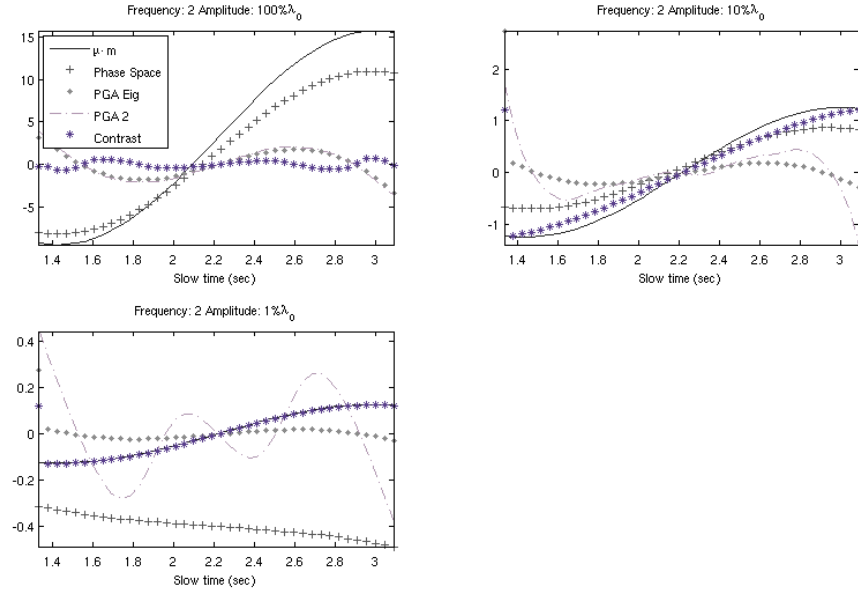 Frequency: 2 Amplitude: 100%λ0
15
10
5
0
-5
1.4 1.6 1.8 2 2.2 2.4 2.6 2.8 3
Slow time (sec)
μ· m
Phase Space
PGA Eig
PGA 2
Contrast
Frequency: 2 Amplitude: 10%λ0
2
1
0
-1
1.4 1.6 1.8 2 2.2 2.4 2.6 2.8 3
Slow time (sec)
Frequency: 2 Amplitude: 1%λ0
0.4
0.2
0
-0.2
-0.4
1.4 1.6 1.8 2 2.2 2.4 2.6 2.8 3
Slow time (sec)